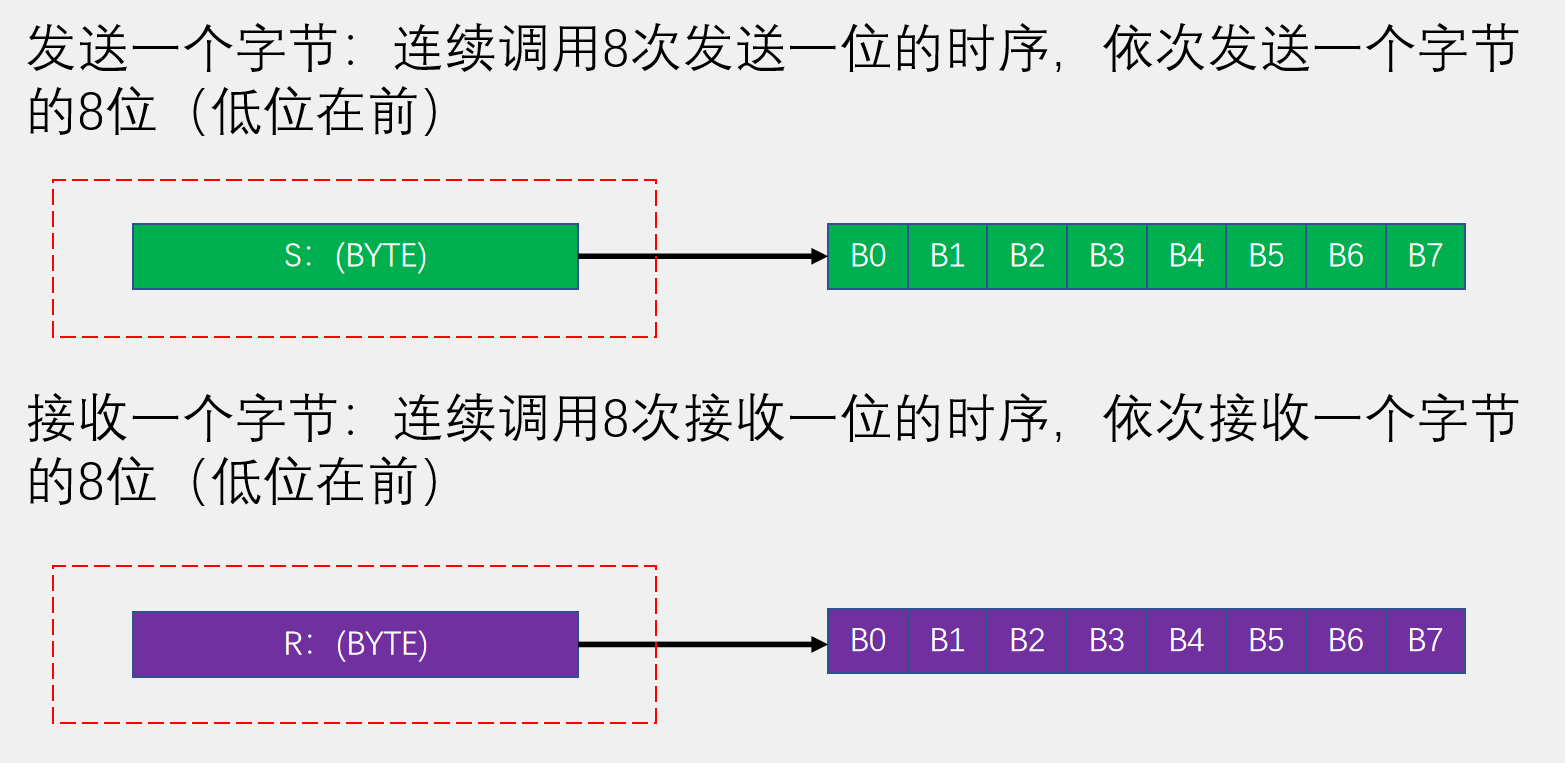 发送一个字节：连续调用8次发送一位的时序，依次发送一个字节
的8位（低位在前）
S：(BYTE)
B0 B1 B2 B3 B4 B5 B6 B7
接收一个字节：连续调用8次接收一位的时序，依次接收一个字节
的8位（低位在前）
R：(BYTE)
B0 B1 B2 B3 B4 B5 B6 B7